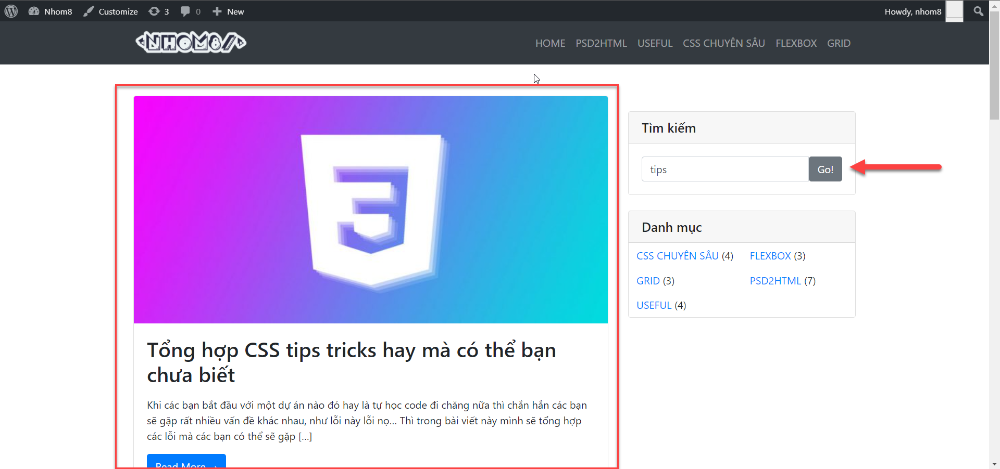 Nhom8 Customize 3 0 New Howdy, nhom8
<NHOM8/> HOME PSD2HTML USEFUL CSS CHUYÊN SÂU FLEXBOX GRID
Tìm kiếm
tips Go!
Danh mục
CSS CHUYÊN SÂU (4) FLEXBOX (3)
GRID (3) PSD2HTML (7)
USEFUL (4)
Tổng hợp CSS tips tricks hay mà có thể bạn
chưa biết
Khi các bạn bắt đầu với một dự án nào đó hay là tự học code đi chăng nữa thì chắn hẳn các bạn
sẽ gặp rất nhiều vấn đề khác nhau, như lỗi này lỗi nọ... Thì trong bài viết này mình sẽ tổng hợp
các lỗi mà các bạn có thể sẽ gặp [...]
Read More →